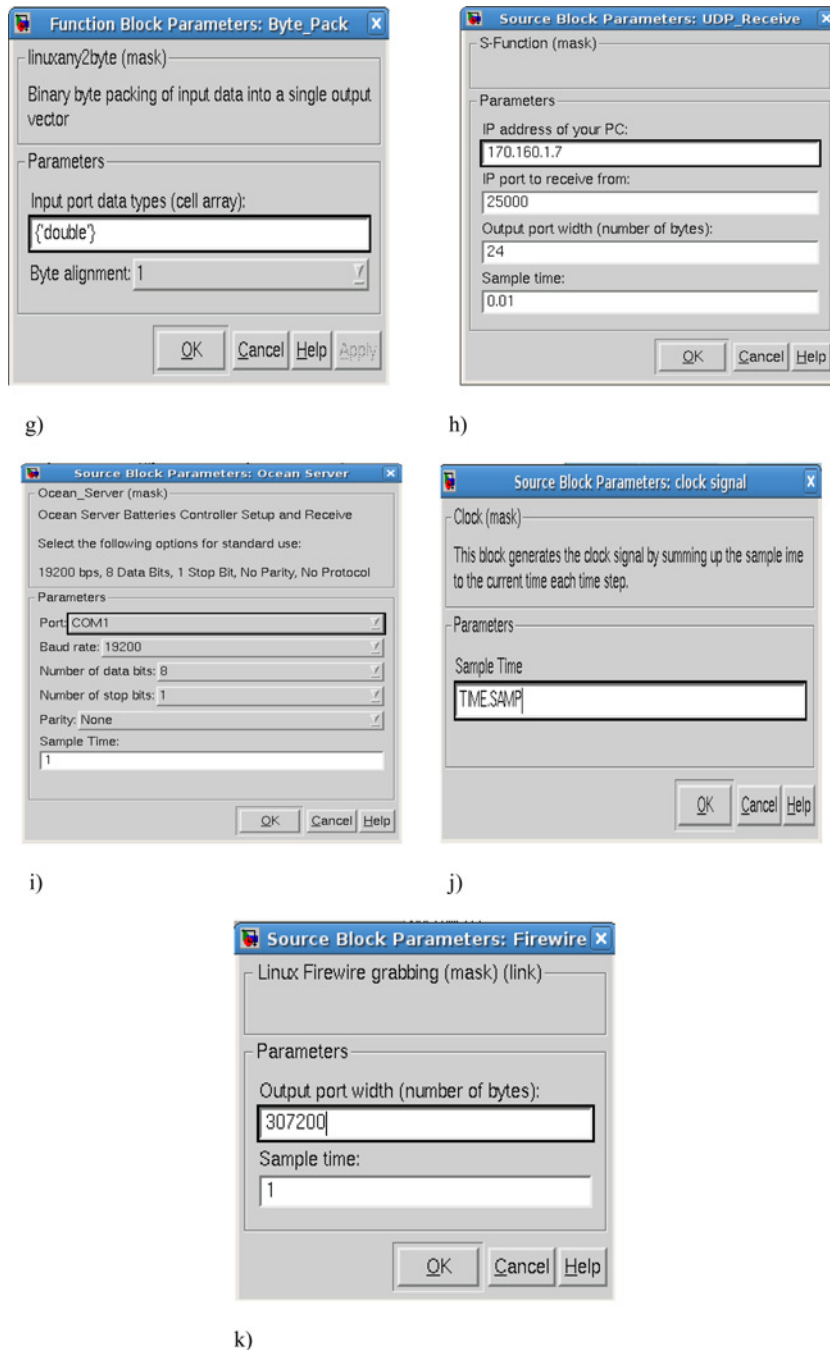 Function Block Parameters: Byte_Pack
linuxany2byte (mask)
Binary byte packing of input data into a single output
vector
Parameters
Input port data types (cell array):
{'double'}
Byte alignment: 1
OK Cancel Help Apply
g)
Source Block Parameters: UDP_Receive
S-Function (mask)
Parameters
IP address of your PC:
170.160.1.7
IP port to receive from:
25000
Output port width (number of bytes):
24
Sample time:
0.01
OK Cancel Help
h)
Source Block Parameters: Ocean Server
Ocean_Server (mask)
Ocean Server Batteries Controller Setup and Receive
Select the following options for standard use:
19200 bps, 8 Data Bits, 1 Stop Bit, No Parity, No Protocol
Parameters
Port: COM1
Baud rate: 19200
Number of data bits: 8
Number of stop bits: 1
Parity: None
Sample Time:
1
OK Cancel Help
i)
Source Block Parameters: clock signal
Clock (mask)
This block generates the clock signal by summing up the sample ime
to the current time each time step.
Parameters
Sample Time
TIME.SAMP
OK Cancel Help
j)
Source Block Parameters: Firewire
Linux Firewire grabbing (mask) (link)
Parameters
Output port width (number of bytes):
307200
Sample time:
1
OK Cancel Help
k)